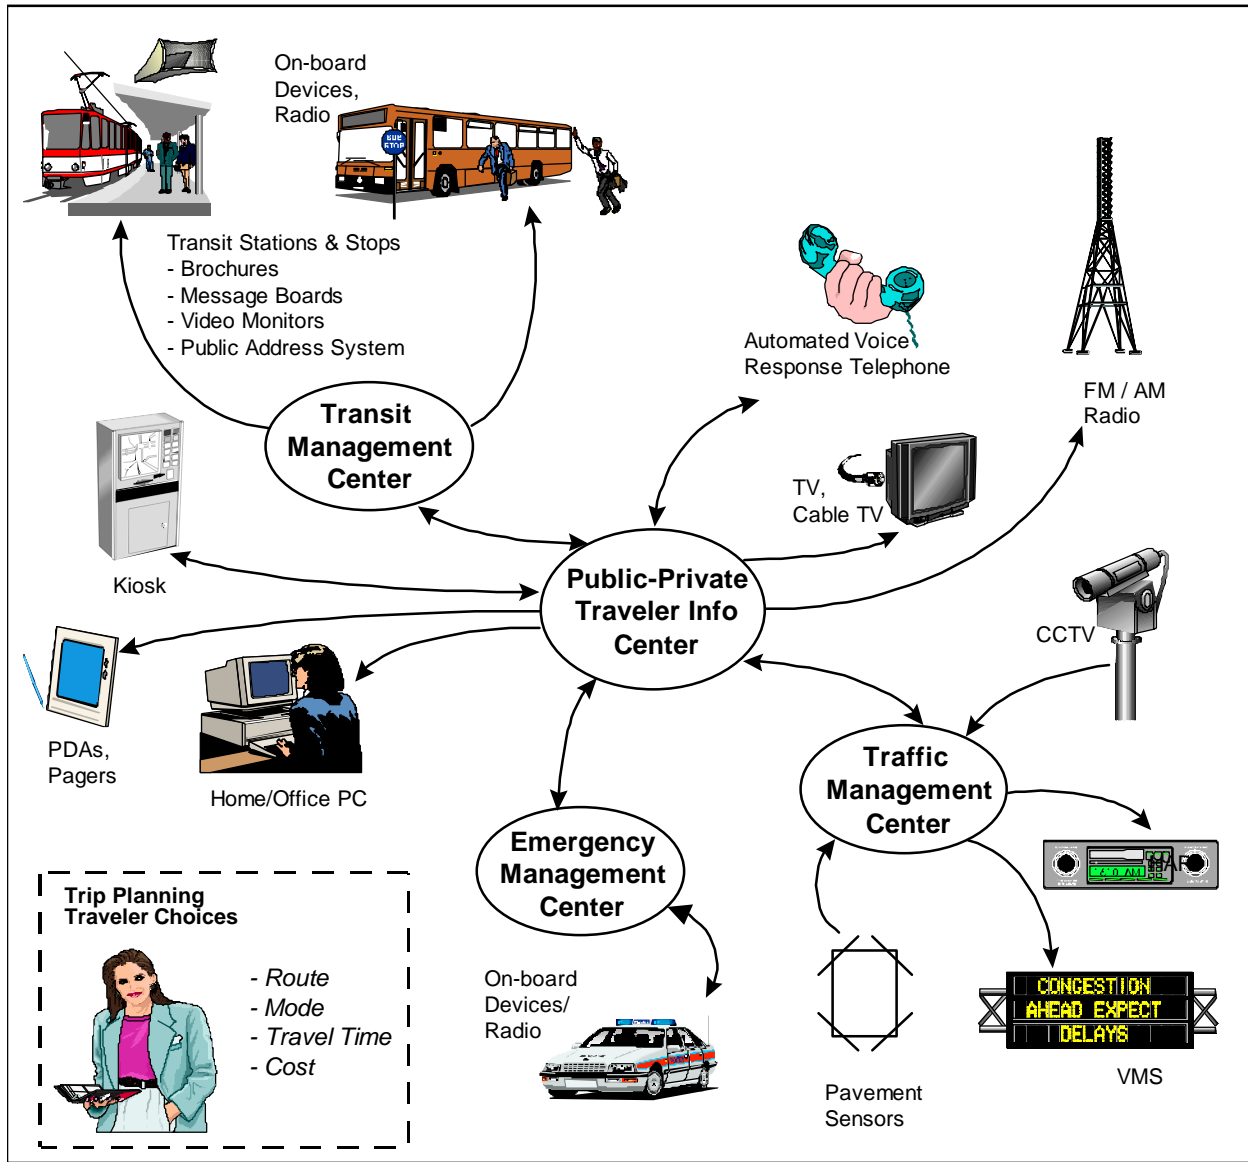 On-board
Devices,
Radio
BUS
STOP
Transit Stations & Stops
- Brochures
- Message Boards
- Video Monitors
- Public Address System
Automated Voice
Response Telephone
FM / AM
Radio
Transit
Management
Center
TV,
Cable TV
Kiosk
Public-Private
Traveler Info
Center
CCTV
PDAs,
Pagers
Home/Office PC
Traffic
Management
Center
Emergency
Management
Center
Trip Planning
Traveler Choices
- Route
- Mode
- Travel Time
- Cost
On-board
Devices/
Radio
CONGESTION
AHEAD EXPECT
DELAYS
VMS
Pavement
Sensors